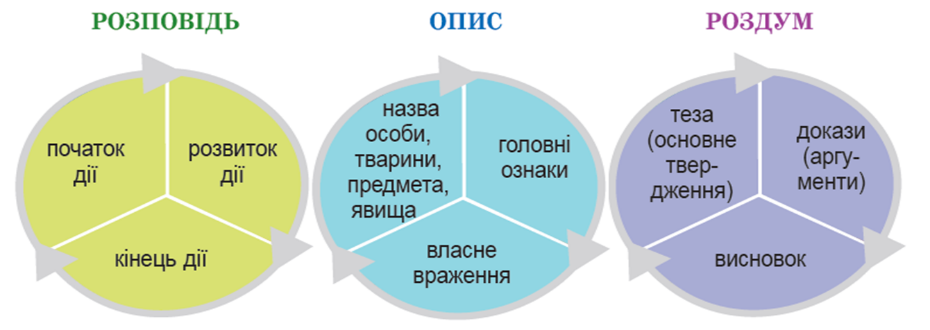 РОЗПОВІДЬ
початок
дії
розвиток
дії
кінець дії
ОПИС
назва
особи,
тварини,
предмета,
явища
головні
ознаки
власне
враження
РОЗДУМ
теза
(основне
твер-
дження)
докази
(аргу-
менти)
висновок